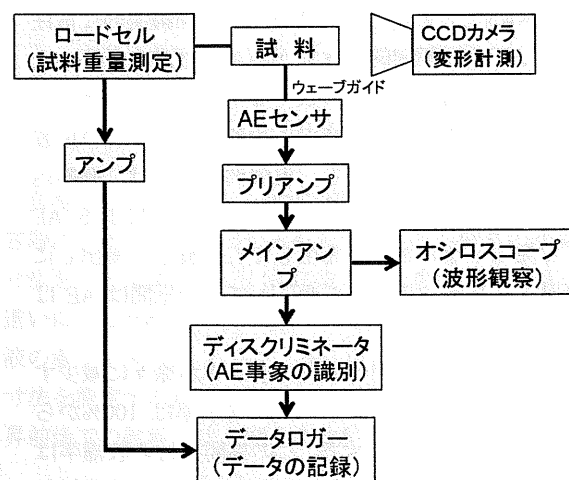 ロードセル
(試料重量測定)
試 料
CCDカメラ
(変形計測)
ウェーブガイド
AEセンサ
アンプ
プリアンプ
メインアン
プ
オシロスコープ
(波形観察)
ディスクリミネータ
(AE事象の識別)
データロガー
(データの記録)